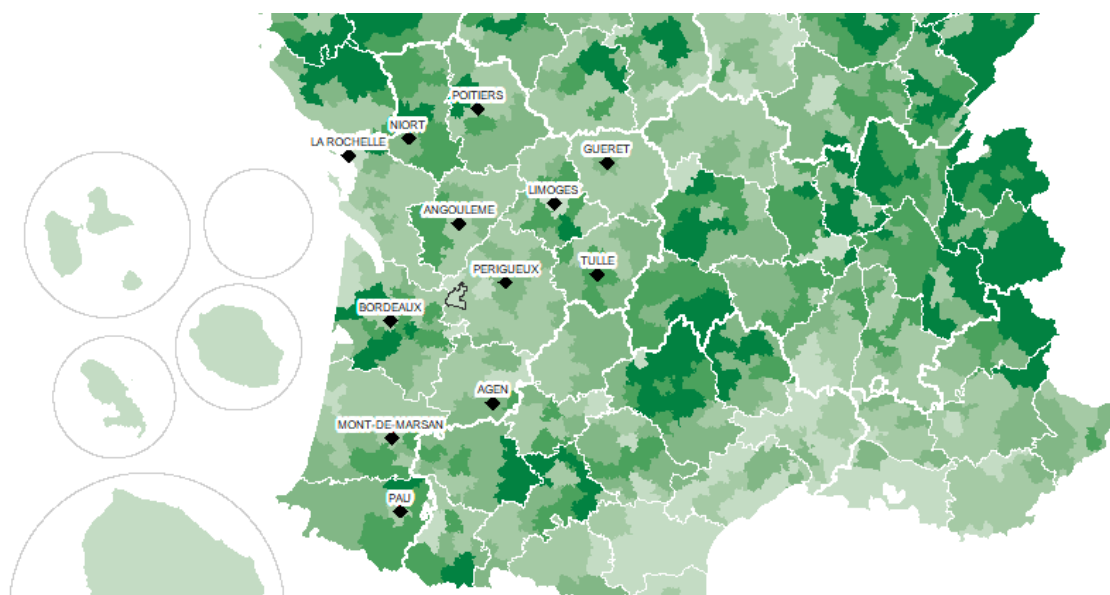 POITIERS
NIORT
LA ROCHELLE
GUERET
LIMOGES
ANGOULEME
TULLE
PERIGUEUX
BORDEAUX
AGEN
MONT-DE-MARSAN
PAU